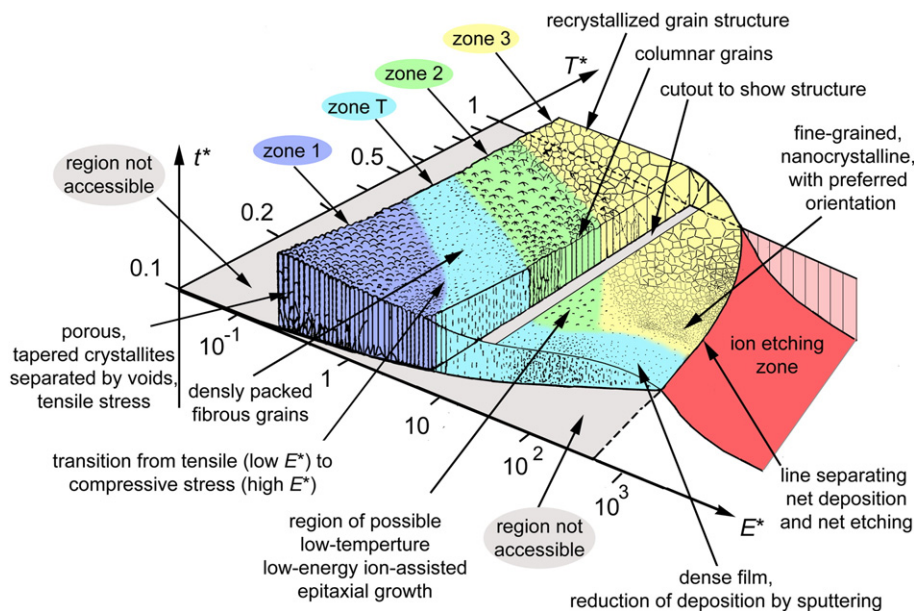 recrystallized grain structure
columnar grains
cutout to show structure
zone 3
zone 2
zone T
zone 1
T*
1
0.5
0.2
0.1
t*
region not
accessible
fine-grained,
nanocrystalline,
with preferred
orientation
porous,
tapered crystallites
separated by voids,
tensile stress
10-1
1
10
102
103
E*
densly packed
fibrous grains
transition from tensile (low E*) to
compressive stress (high E*)
region of possible
low-temperture
low-energy ion-assisted
epitaxial growth
region not
accessible
ion etching
zone
line separating
net deposition
and net etching
dense film,
reduction of deposition by sputtering